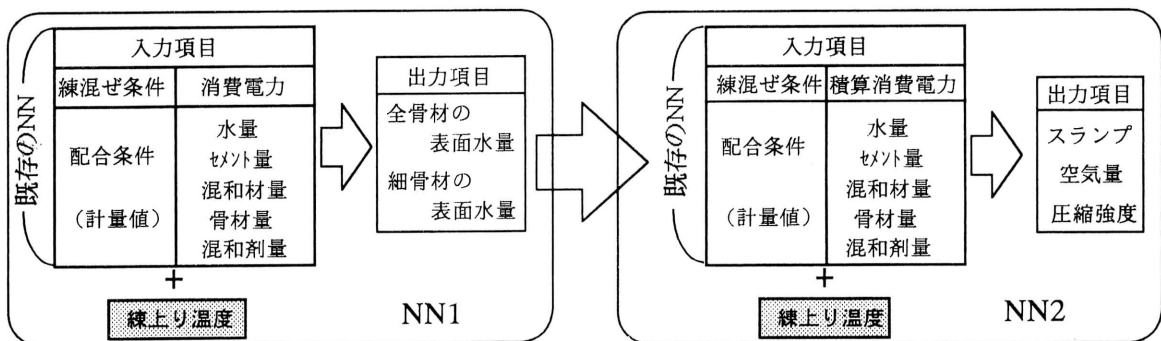 既存のNN
入力項目
練混ぜ条件
消費電力
配合条件
(計量値)
水量
セメント量
混和材量
骨材量
混和剤量
+
練上り温度
出力項目
全骨材の
表面水量
細骨材の
表面水量
NN1
既存のNN
入力項目
練混ぜ条件
積算消費電力
配合条件
(計量値)
水量
セメント量
混和材量
骨材量
混和剤量
+
練上り温度
出力項目
スランプ
空気量
圧縮強度
NN2